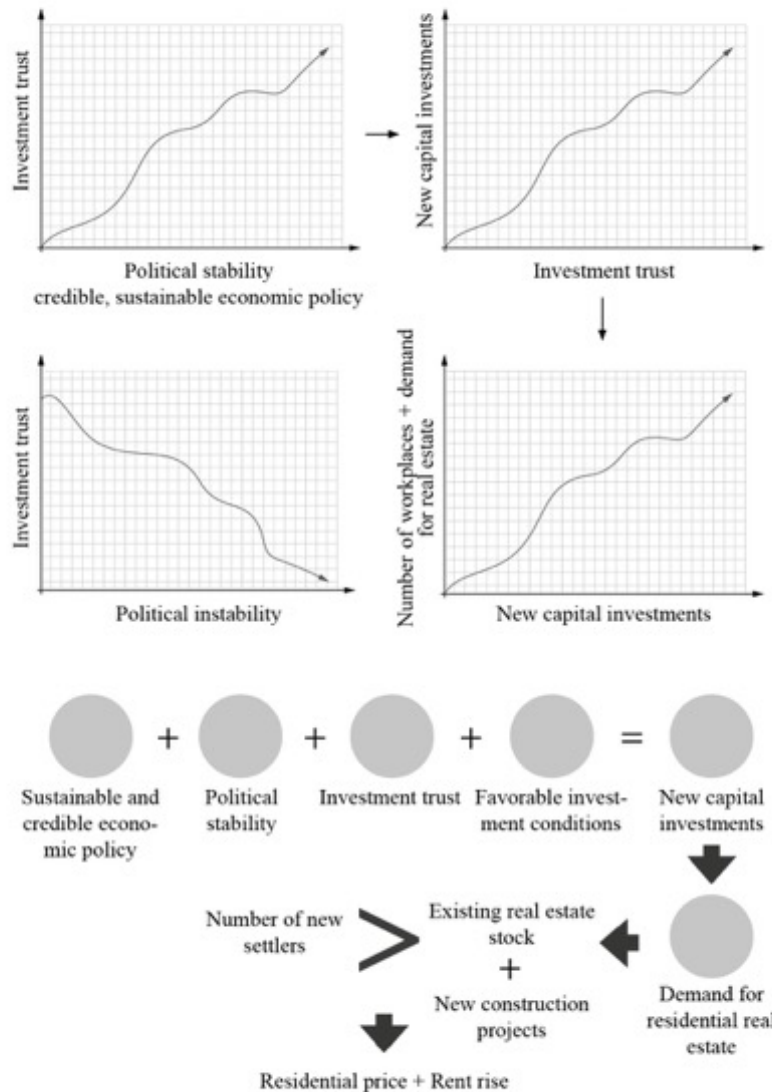 Investment trust
Political stability
credible, sustainable economic policy
New capital investments
Investment trust
Investment trust
Political instability
Number of workplaces + demand
for real estate
New capital investments
+
+
+
=
Sustainable and
credible econo-
mic policy
Political
stability
Investment trust
Favorable invest-
ment conditions
New capital
investments
Number of new
settlers
>
Existing real estate
stock
+
New construction
projects
Demand for
residential real
estate
Residential price + Rent rise